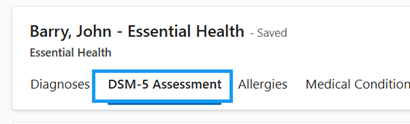 Barry, John - Essential Health - Saved
Essential Health
Diagnoses DSM-5 Assessment Allergies Medical Condition